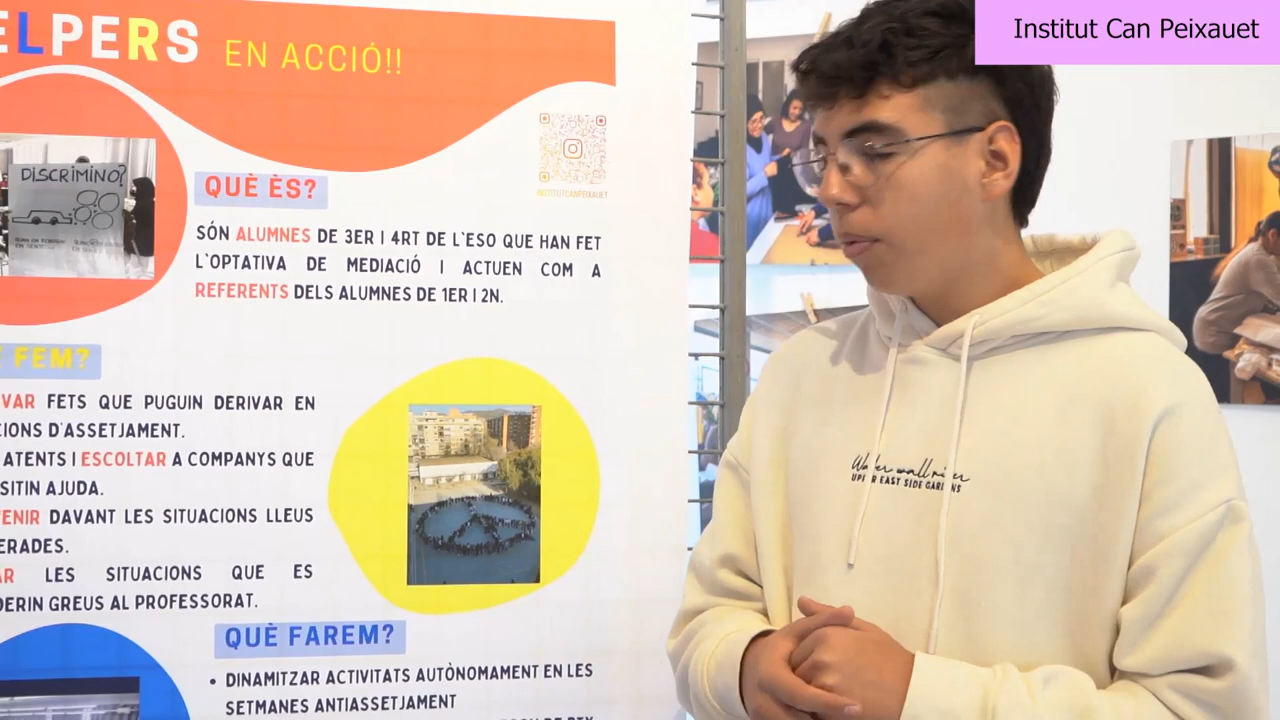 Institut Can Peixauet
ELPERS EN ACCIÓ!!
DISCRIMINO?
@INSTITUTCANPEIXAUET
QUÈ ÈS?
SÓN ALUMNES DE 3ER I 4RT DE L`ESO QUE HAN FET
L`OPTATIVA DE MEDIACIÓ I ACTUEN COM A
REFERENTS DELS ALUMNES DE 1ER I 2N.
FEM?
VAR FETS QUE PUGUIN DERIVAR EN
CIONS D'ASSETJAMENT.
ATENTS I ESCOLTAR A COMPANYS QUE
SITIN AJUDA.
ENIR DAVANT LES SITUACIONS LLEUS
ERADES.
AR LES SITUACIONS QUE ES
DERIN GREUS AL PROFESSORAT.
QUÈ FAREM?
• DINAMITZAR ACTIVITATS AUTÒNOMAMENT EN LES
SETMANES ANTIASSETJAMENT
UPPER EAST SIDE GARDENS